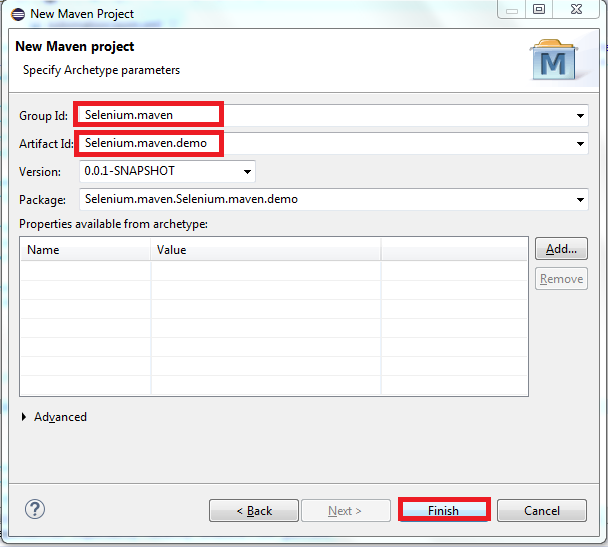 New Maven Project
New Maven project
Specify Archetype parameters
M
Group Id: Selenium.maven
Artifact Id: Selenium.maven.demo
Version: 0.0.1-SNAPSHOT
Package: Selenium.maven.Selenium.maven.demo
Properties available from archetype:
Name Value
Add...
Remove
Advanced
? < Back Next > Finish Cancel